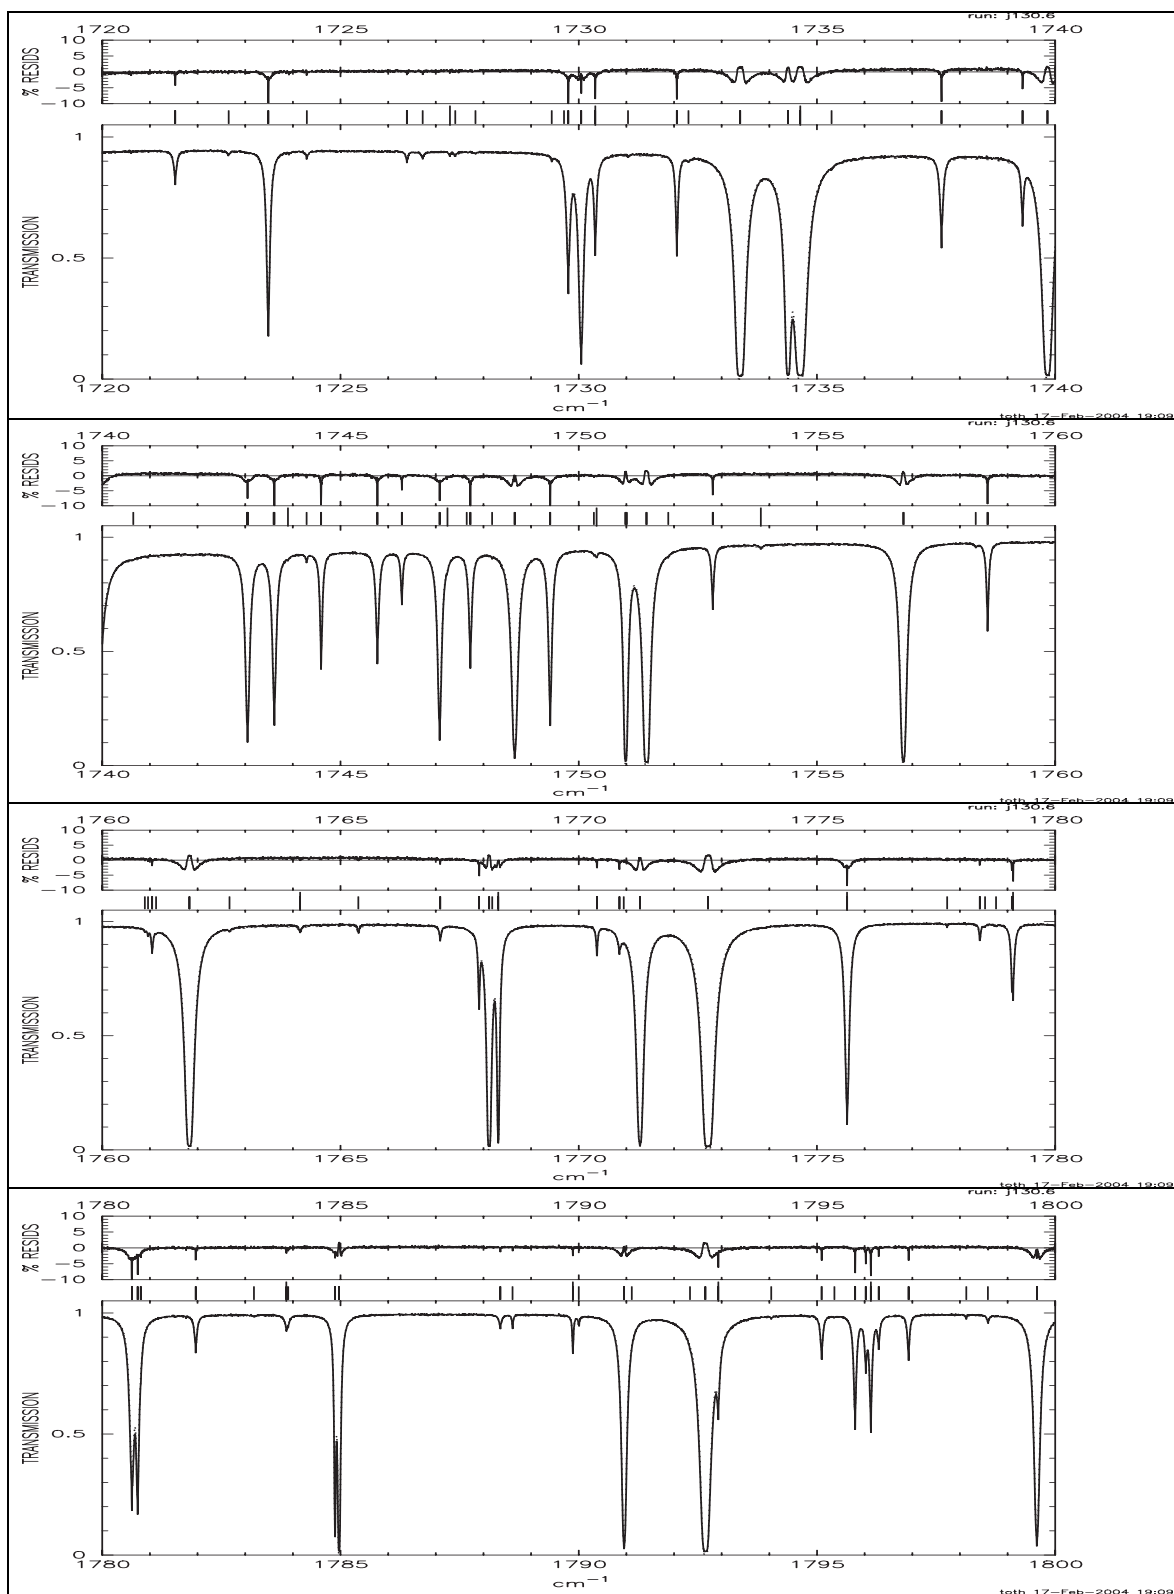 run: j130.6
1720 1725 1730 1735 1740
10
5
0
−5
−10
% RESIDS
1
0.5
0
TRANSMISSION
1720 1725 1730 1735 1740
cm−1
toth 17−Feb−2004 19:09
run: j130.6
1740 1745 1750 1755 1760
10
5
0
−5
−10
% RESIDS
1
0.5
0
TRANSMISSION
1740 1745 1750 1755 1760
cm−1
toth 17−Feb−2004 19:09
run: j130.6
1760 1765 1770 1775 1780
10
5
0
−5
−10
% RESIDS
1
0.5
0
TRANSMISSION
1760 1765 1770 1775 1780
cm−1
toth 17−Feb−2004 19:09
run: j130.6
1780 1785 1790 1795 1800
10
5
0
−5
−10
% RESIDS
1
0.5
0
TRANSMISSION
1780 1785 1790 1795 1800
cm−1
toth 17−Feb−2004 19:09